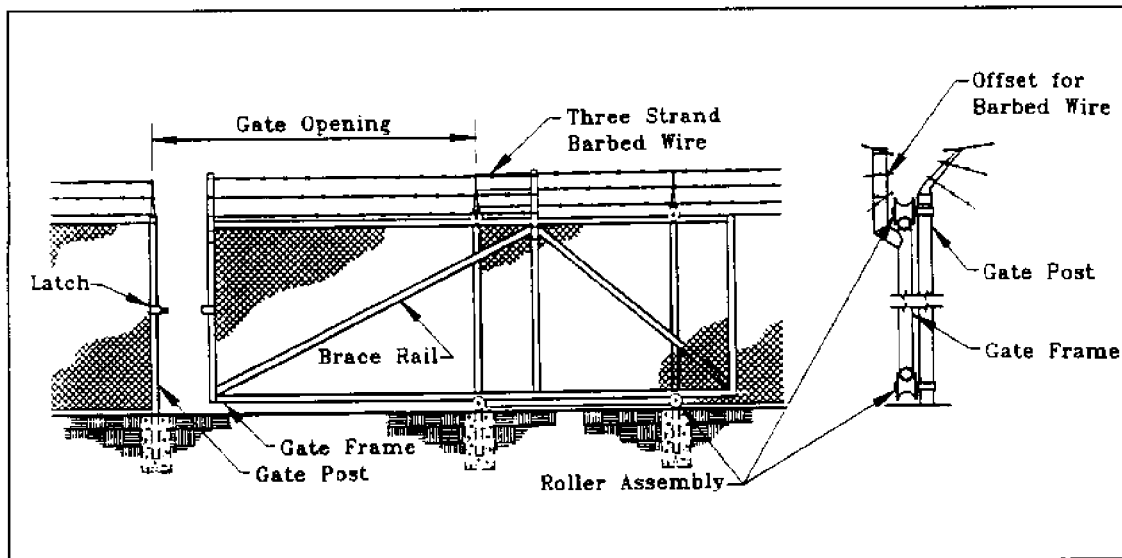 Gate Opening
Three Strand
Barbed Wire
Offset for
Barbed Wire
Latch
Brace Rail
Gate Post
Gate Frame
Gate Frame
Gate Post
Roller Assembly